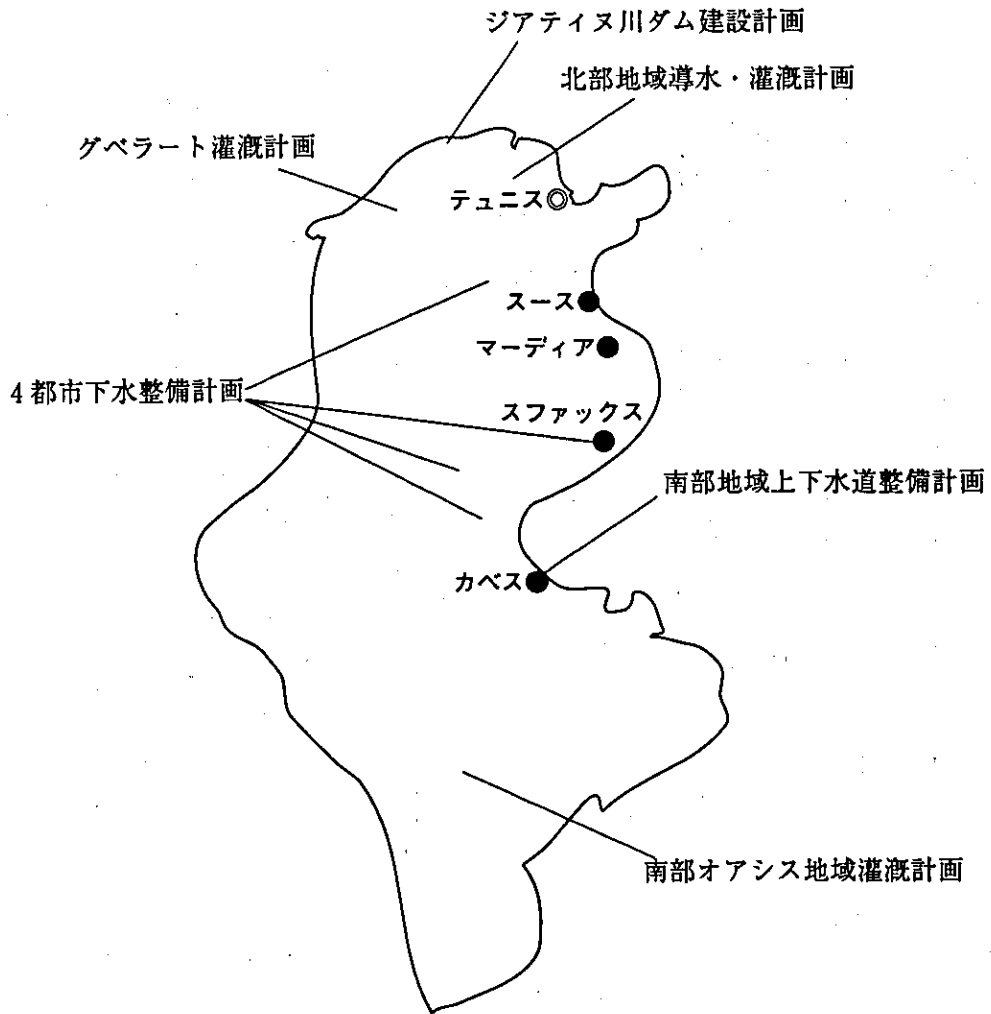 ジアティヌ川ダム建設計画
北部地域導水・灌漑計画
グベラート灌漑計画
テュニス
スース
マーディア
4都市下水整備計画
スファックス
南部地域上下水道整備計画
カベス
南部オアシス地域灌漑計画